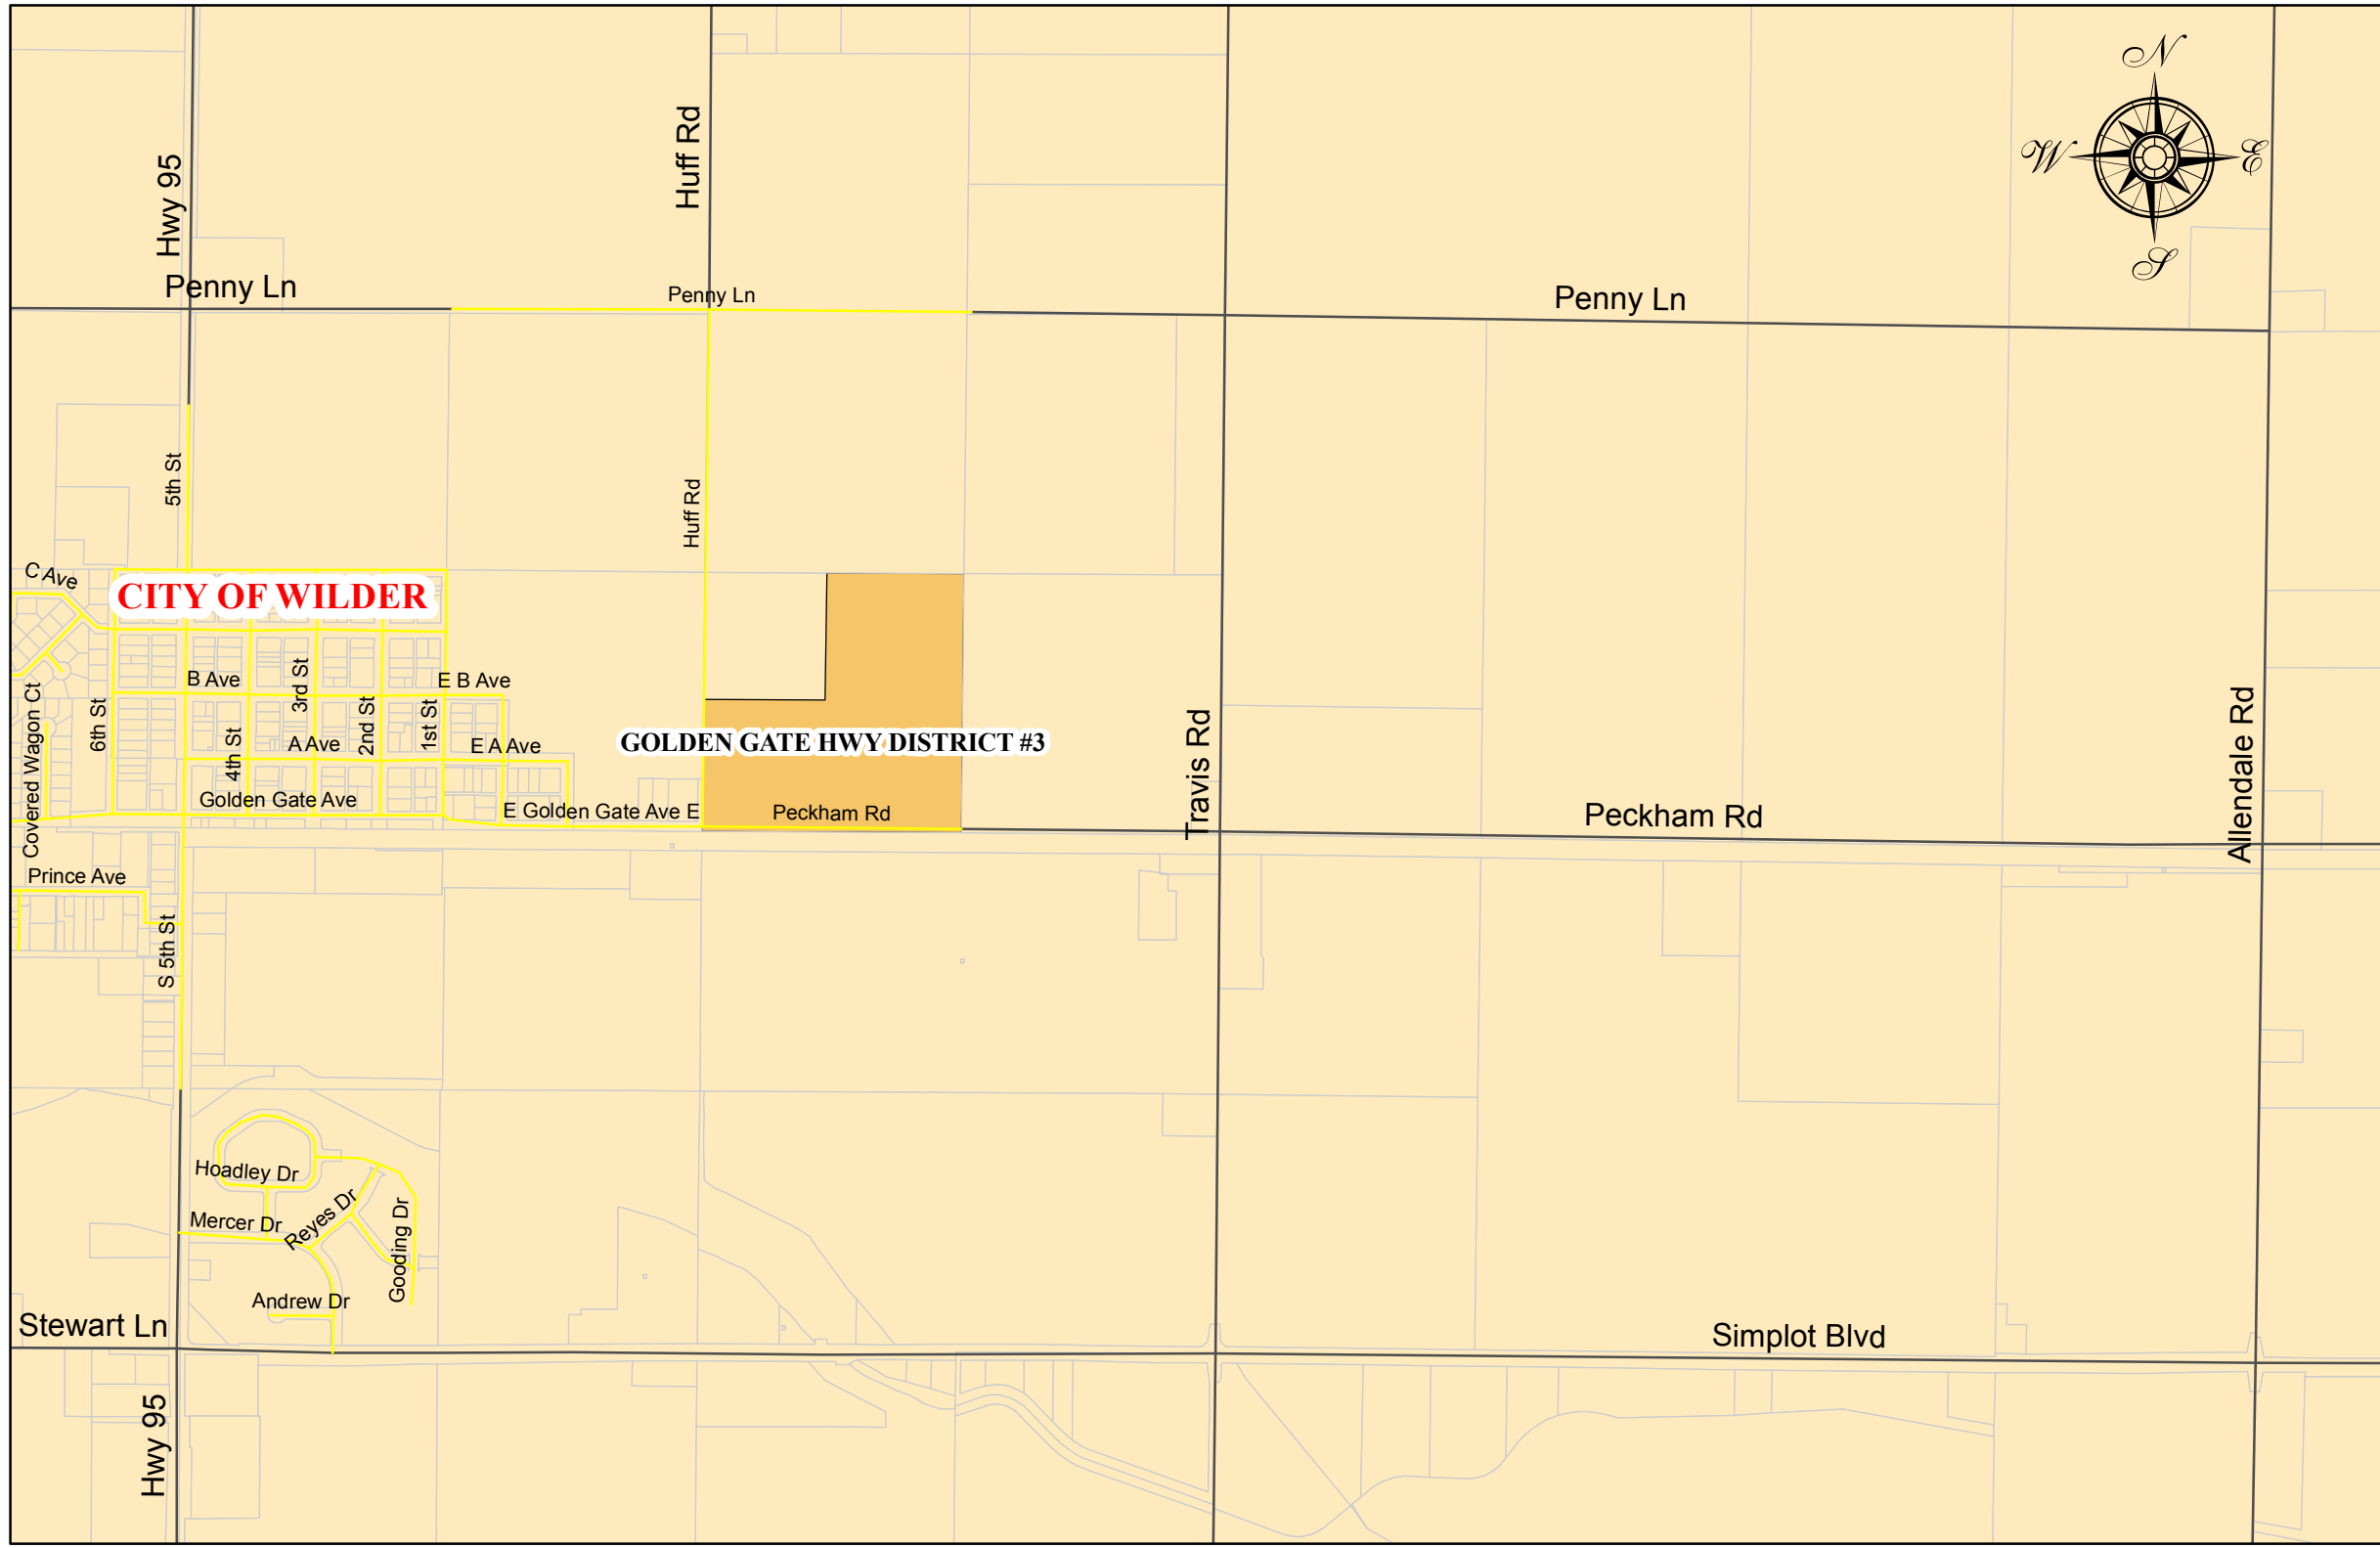 N
W
E
S
Hwy 95
Huff Rd
Penny Ln
Penny Ln
Penny Ln
5th St
Huff Rd
C Ave
CITY OF WILDER
B Ave
3rd St
E B Ave
Covered Wagon Ct
6th St
4th St
A Ave
2nd St
1st St
E A Ave
GOLDEN GATE HWY DISTRICT #3
Travis Rd
Allendale Rd
Golden Gate Ave
E Golden Gate Ave E
Peckham Rd
Peckham Rd
Prince Ave
S 5th St
Hoadley Dr
Mercer Dr
Reyes Dr
Gooding Dr
Andrew Dr
Stewart Ln
Simplot Blvd
Hwy 95